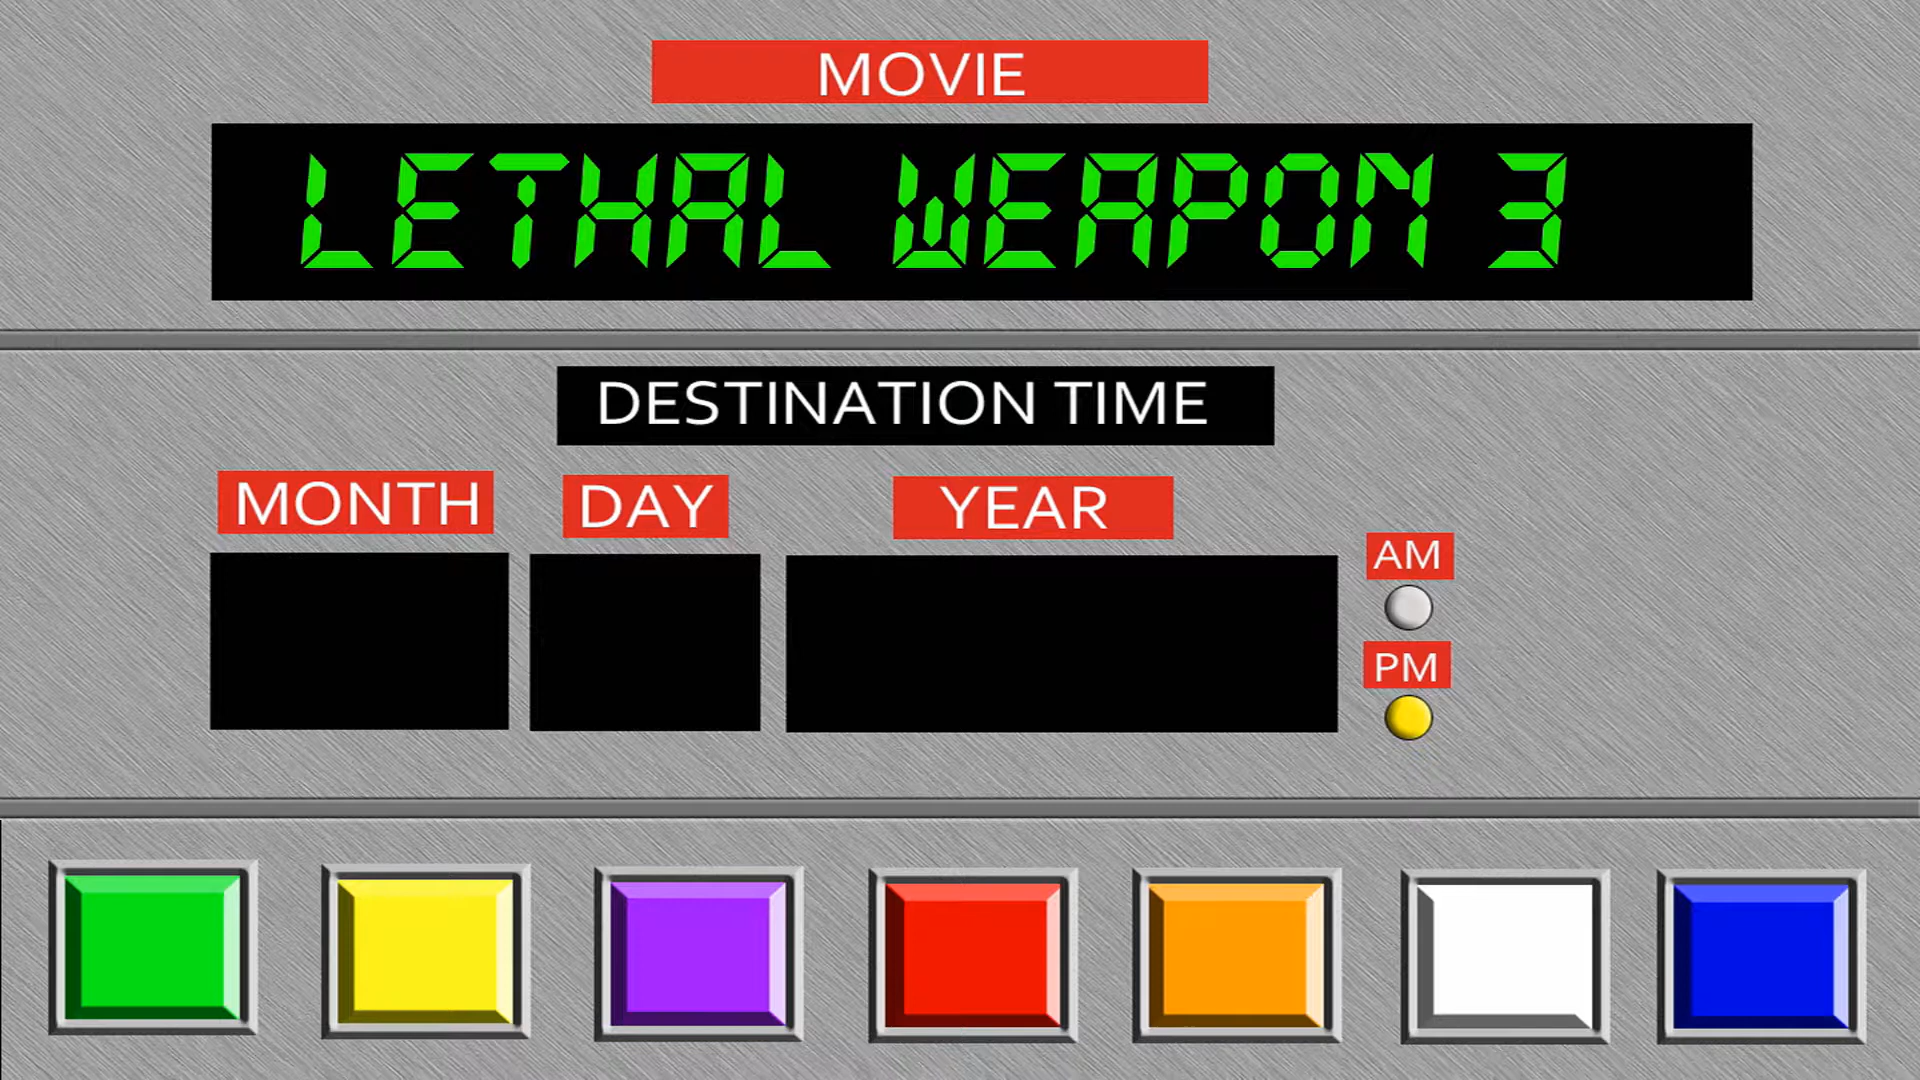 MOVIE
LETHAL WEAPON 3
DESTINATION TIME
MONTH DAY YEAR
AM
PM